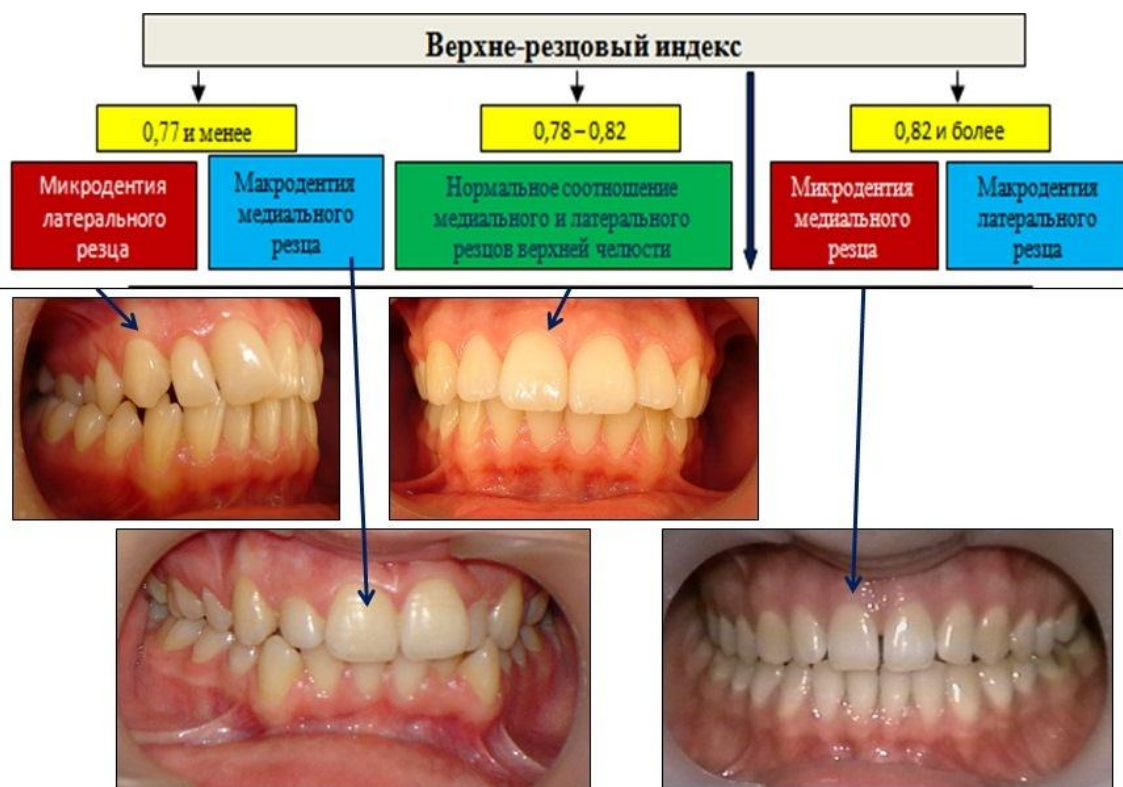 Верхне-резцовый индекс
0,77 и менее
0,78 – 0,82
0,82 и более
Микродентия
латерального
резца
Макродентия
медиального
резца
Нормальное соотношение
медиального и латерального
резцов верхней челюсти
Микродентия
медиального
резца
Макродентия
латерального
резца